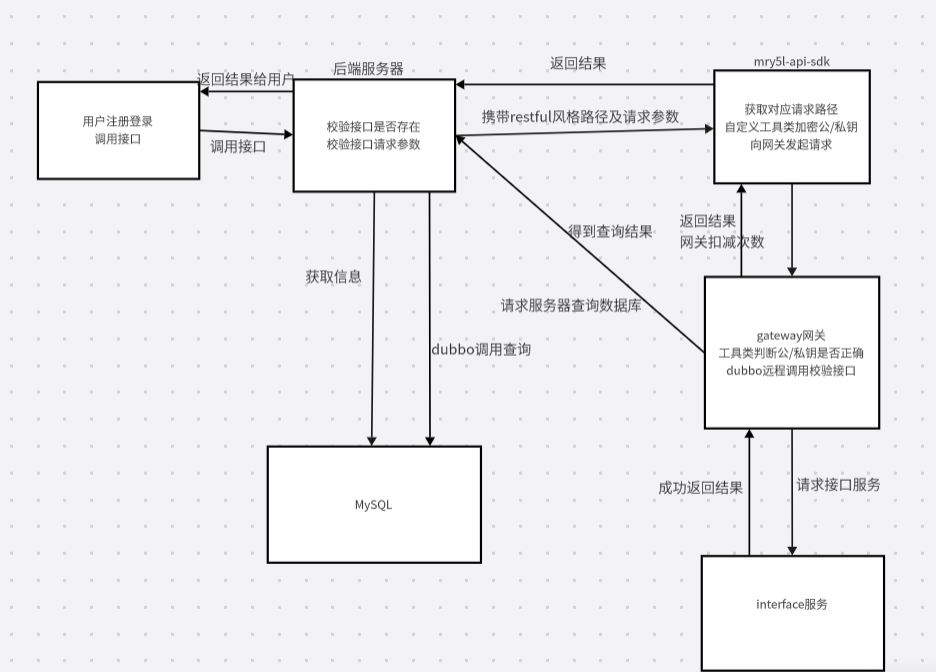 返回结果给用户
后端服务器
返回结果
mry5l-api-sdk
用户注册登录
调用接口
调用接口
校验接口是否存在
校验接口请求参数
携带restful风格路径及请求参数
获取对应请求路径
自定义工具类加密公/私钥
向网关发起请求
得到查询结果
返回结果
网关扣减次数
获取信息
请求服务器查询数据库
dubbo调用查询
gateway网关
工具类判断公/私钥是否正确
dubbo远程调用校验接口
MySQL
成功返回结果
请求接口服务
interface服务